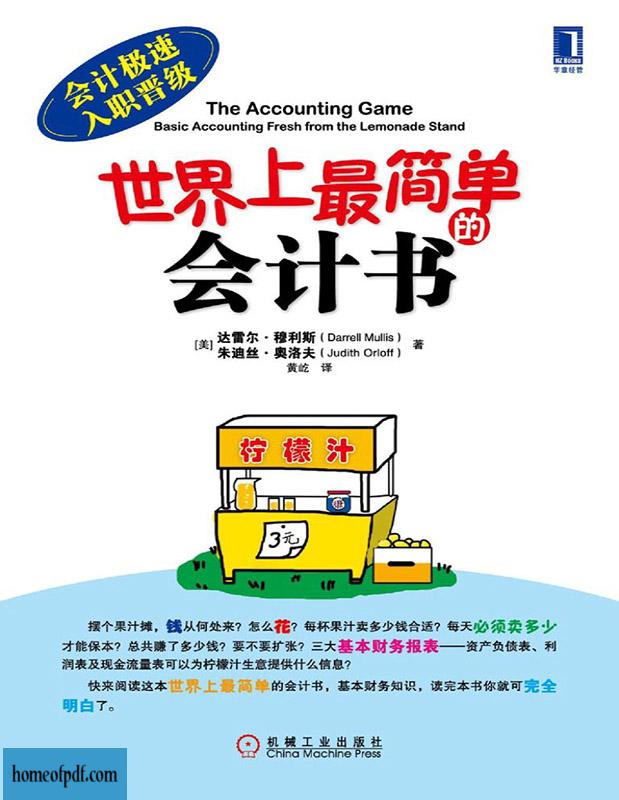 会计极速
入职晋级
HZ Books
华章经管
The Accounting Game
Basic Accounting Fresh from the Lemonade Stand
世界上最简单的
会计书
[美] 达雷尔·穆利斯 (Darrell Mullis)
朱迪丝·奥洛夫 (Judith Orloff) 著
黄屹 译
柠檬汁
3元
摆个果汁摊，钱从何处来？怎么花？每杯果汁卖多少钱合适？每天必须卖多少
才能保本？总共赚了多少钱？要不要扩张？三大基本财务报表——资产负债表、利
润表及现金流量表可以为柠檬汁生意提供什么信息？
快来阅读这本世界上最简单的会计书，基本财务知识，读完本书你就可完全
明白了。
机械工业出版社
China Machine Press
homeofpdf.com